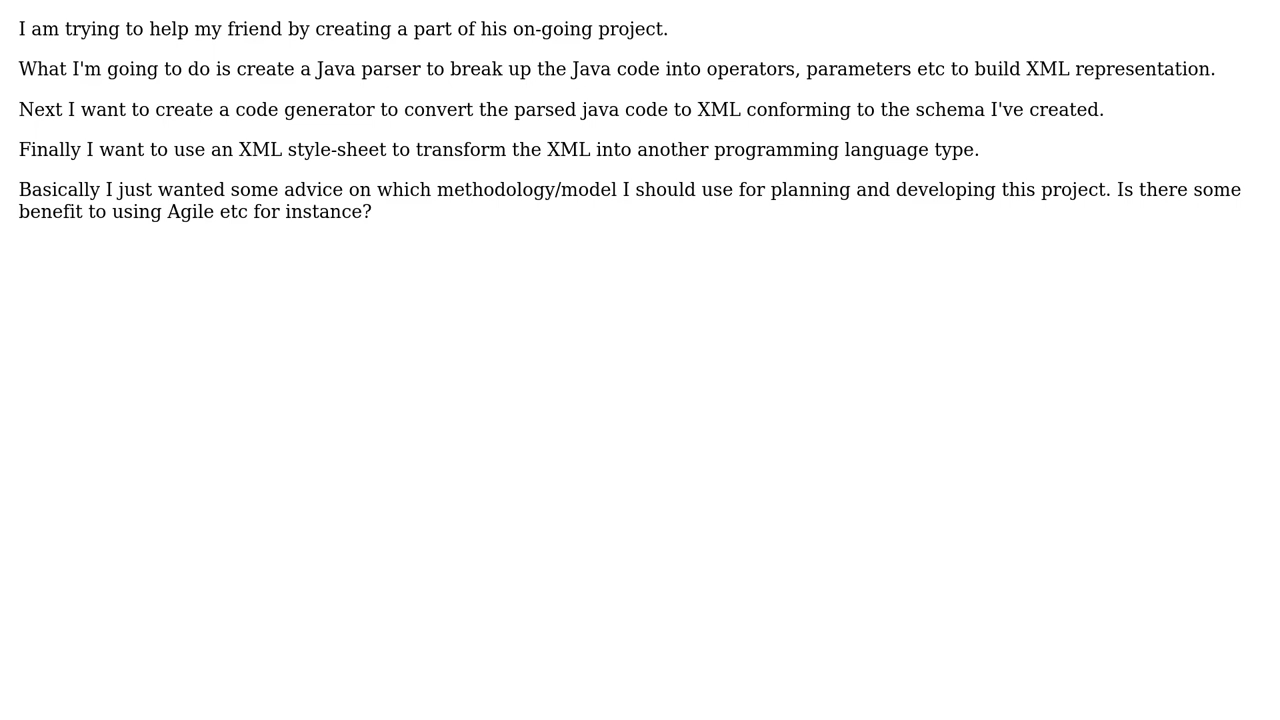 I am trying to help my friend by creating a part of his on-going project.
What I'm going to do is create a Java parser to break up the Java code into operators, parameters etc to build XML representation.
Next I want to create a code generator to convert the parsed java code to XML conforming to the schema I've created.
Finally I want to use an XML style-sheet to transform the XML into another programming language type.
Basically I just wanted some advice on which methodology/model I should use for planning and developing this project. Is there some
benefit to using Agile etc for instance?